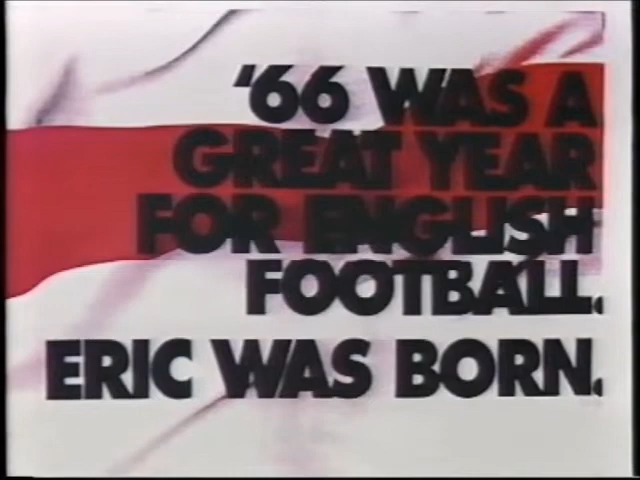 '66 WAS A
GREAT YEAR
FOR ENGLISH
FOOTBALL.
ERIC WAS BORN.